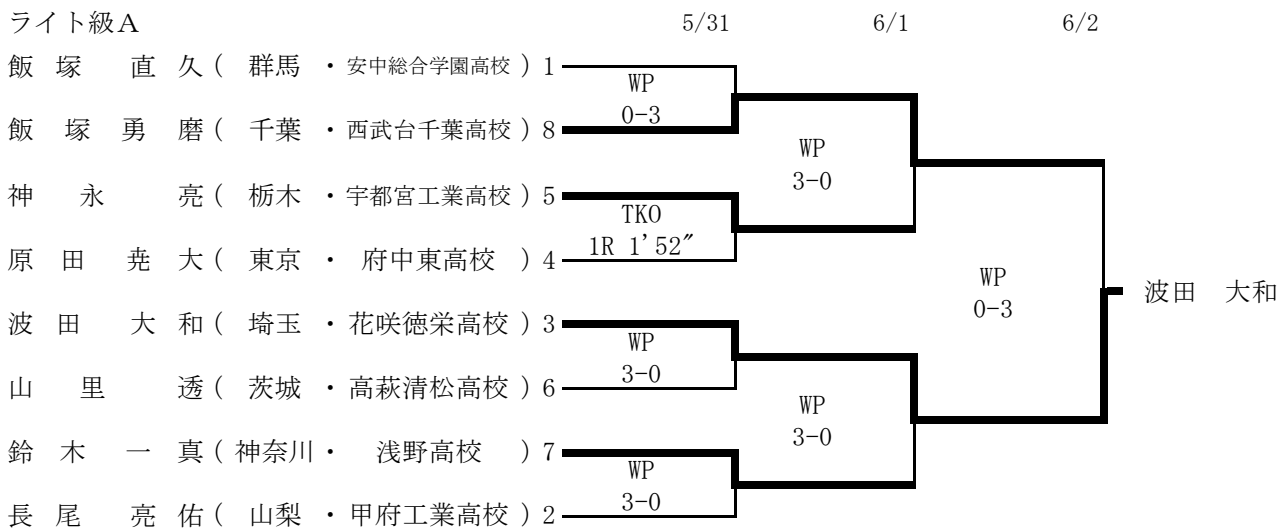 ライト級A 5/31 6/1 6/2
飯塚 直久( 群馬 ・安中総合学園高校 ) 1
WP
0-3
飯塚勇磨( 千葉 ・西武台千葉高校 ) 8
WP
3-0
神永 亮( 栃木 ・宇都宮工業高校 ) 5
TKO
1R 1'52"
原田尭大( 東京 ・ 府中東高校 ) 4
WP
0-3
波田 大和
波田 大和( 埼玉 ・花咲徳栄高校 ) 3
WP
3-0
山里 透( 茨城 ・高萩清松高校 ) 6
WP
3-0
鈴木一真( 神奈川・ 浅野高校 ) 7
WP
3-0
長尾 亮佑( 山梨 ・甲府工業高校 ) 2